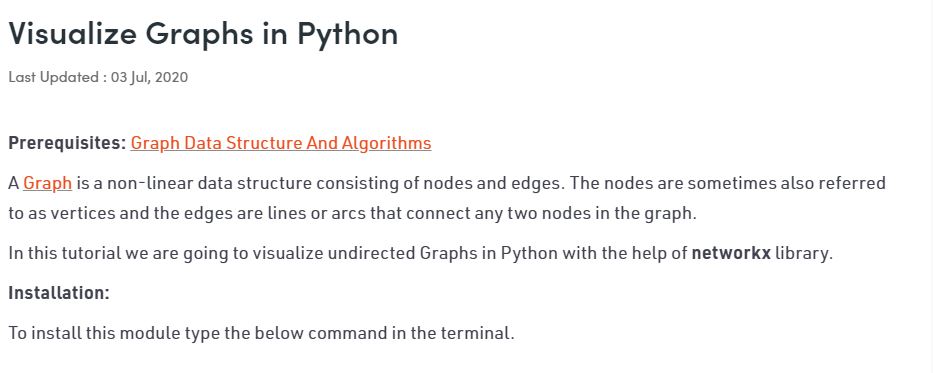 Visualize Graphs in Python
Last Updated : 03 Jul, 2020
Prerequisites: Graph Data Structure And Algorithms
A Graph is a non-linear data structure consisting of nodes and edges. The nodes are sometimes also referred
to as vertices and the edges are lines or arcs that connect any two nodes in the graph.
In this tutorial we are going to visualize undirected Graphs in Python with the help of networkx library.
Installation:
To install this module type the below command in the terminal.